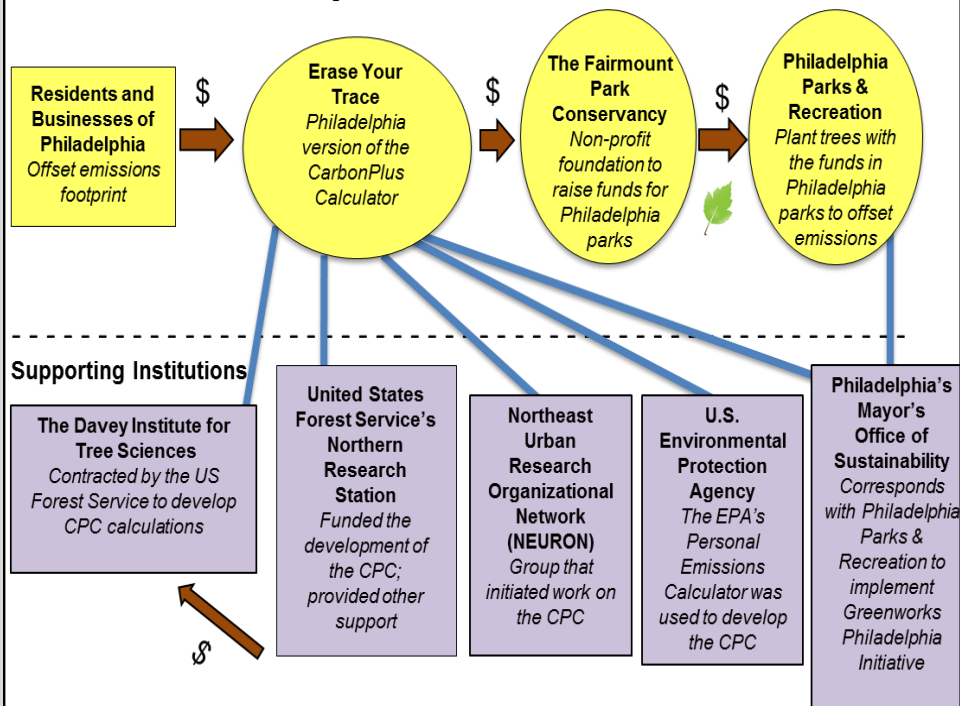 Residents and
Businesses of
Philadelphia
Offset emissions
footprint
$
Erase Your
Trace
Philadelphia
version of the
CarbonPlus
Calculator
$
The Fairmount
Park
Conservancy
Non-profit
foundation to
raise funds for
Philadelphia
parks
$
Philadelphia
Parks &
Recreation
Plant trees with
the funds in
Philadelphia
parks to offset
emissions
Supporting Institutions
The Davey Institute for
Tree Sciences
Contracted by the US
Forest Service to develop
CPC calculations
$
United States
Forest Service's
Northern
Research
Station
Funded the
development of
the CPC;
provided other
support
Northeast
Urban
Research
Organizational
Network
(NEURON)
Group that
initiated work on
the CPC
U.S.
Environmental
Protection
Agency
The EPA's
Personal
Emissions
Calculator was
used to develop
the CPC
Philadelphia's
Mayor's
Office of
Sustainability
Corresponds
with Philadelphia
Parks &
Recreation to
implement
Greenworks
Philadelphia
Initiative